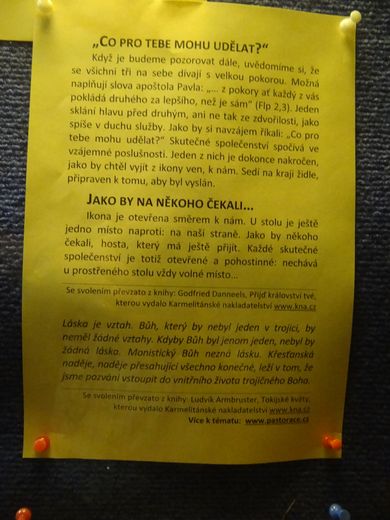 „CO PRO TEBE MOHU UDĚLAT?“
Když je budeme pozorovat dále, uvědomíme si, že
se všichni tři na sebe dívají s velkou pokorou. Možná
naplňují slova apoštola Pavla: „... z pokory ať každý z vás
pokládá druhého za lepšího, než je sám“ (Flp 2,3). Jeden
sklání hlavu před druhým, ani ne tak ze zdvořilosti, jako
spíše v duchu služby. Jako by si navzájem říkali: „Co pro
tebe mohu udělat?“ Skutečné společenství spočívá ve
vzájemné poslušnosti. Jeden z nich je dokonce nakročen,
jako by chtěl vyjít z ikony ven, k nám. Sedí na kraji židle,
připraven k tomu, aby byl vyslán.
JAKO BY NA NĚKOHO ČEKALI...
Ikona je otevřena směrem k nám. U stolu je ještě
jedno místo naproti: na naší straně. Jako by někoho
čekali, hosta, který má ještě přijít. Každé skutečné
společenství je totiž otevřené a pohostinné: nechává
u prostřeného stolu vždy volné místo...
Se svolením převzato z knihy: Godfried Danneels, Přijď království tvé,
kterou vydalo Karmelitánské nakladatelství www.kna.cz
Láska je vztah. Bůh, který by nebyl jeden v trojici, by
neměl žádné vztahy. Kdyby Bůh byl jenom jeden, nebyl by
žádná láska. Monistický Bůh nezná lásku. Křesťanská
naděje, naděje přesahující všechno konečné, leží v tom, že
jsme pozváni vstoupit do vnitřního života trojičného Boha.
Se svolením převzato z knihy: Ludvík Armbruster, Tokijské květy,
kterou vydalo Karmelitánské nakladatelství www.kna.cz
Více k tématu: www.pastorace.cz